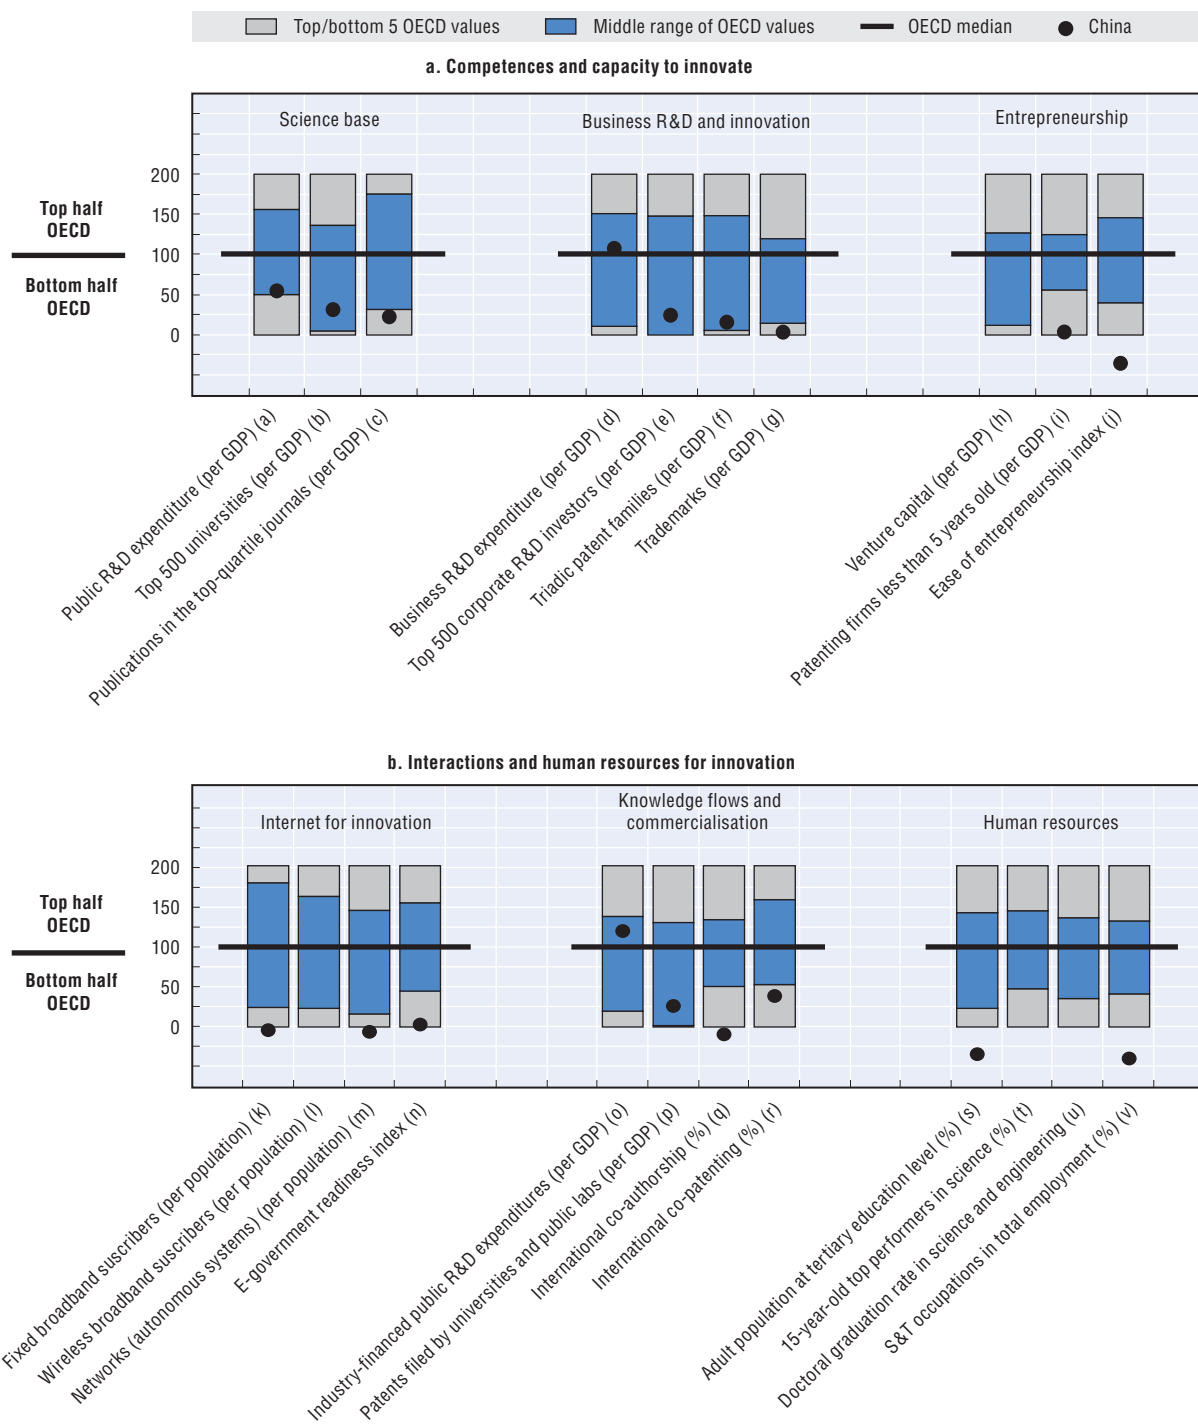 Top/bottom 5 OECD values Middle range of OECD values OECD median China
a. Competences and capacity to innovate
Science base Business R&D and innovation Entrepreneurship
200
150
100
50
0
Top half
OECD
Bottom half
OECD
Public R&D expenditure (per GDP) (a)
Top 500 universities (per GDP) (b)
Publications in the top-quartile journals (per GDP) (c)
Business R&D expenditure (per GDP) (d)
Top 500 corporate R&D investors (per GDP) (e)
Triadic patent families (per GDP) (f)
Trademarks (per GDP) (g)
Venture capital (per GDP) (h)
Patenting firms less than 5 years old (per GDP) (i)
Ease of entrepreneurship index (j)
b. Interactions and human resources for innovation
Internet for innovation
Knowledge flows and
commercialisation
Human resources
200
150
100
50
0
Top half
OECD
Bottom half
OECD
Fixed broadband suscribers (per population) (k)
Wireless broadband suscribers (per population) (l)
Networks (autonomous systems) (per population) (m)
E-government readiness index (n)
Industry-financed public R&D expenditures (per GDP) (o)
Patents filed by universities and public labs (per GDP) (p)
International co-authorship (%) (q)
International co-patenting (%) (r)
Adult population at tertiary education level (%) (s)
15-year-old top performers in science (%) (t)
Doctoral graduation rate in science and engineering (u)
S&T occupations in total employment (%) (v)